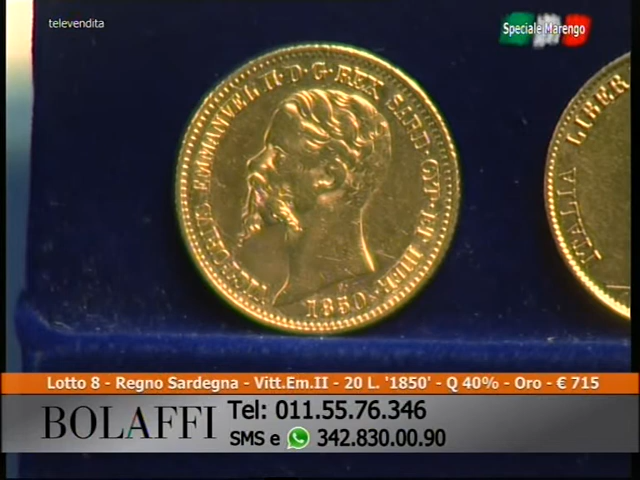 televendita
Speciale Marengo
VICTORIUS EMMANUEL II·D·G·REX SARD·CYP·ET HIER·
1850
ITALIA LIBER
Lotto 8 - Regno Sardegna - Vitt.Em.II - 20 L. '1850' - Q 40% - Oro - € 715
BOLAFFI
Tel: 011.55.76.346
SMS e 342.830.00.90